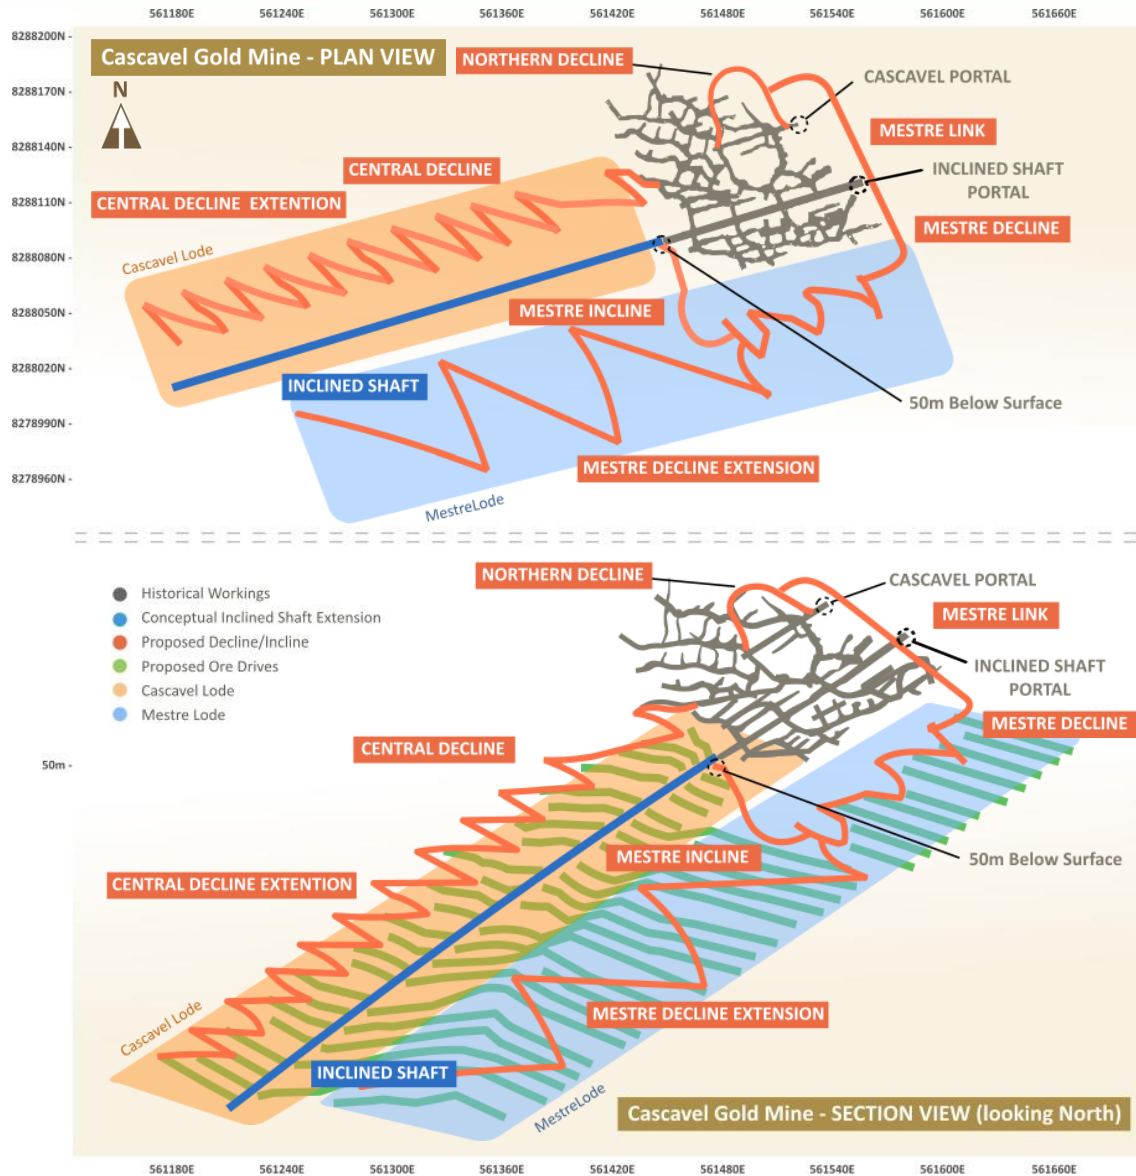 561180E 561240E 561300E 561360E 561420E 561480E 561540E 561600E 561660E
8288200N
Cascavel Gold Mine - PLAN VIEW
NORTHERN DECLINE
CASCAVEL PORTAL
8288170N
N
MESTRE LINK
8288140N
CENTRAL DECLINE
INCLINED SHAFT
PORTAL
8288110N
CENTRAL DECLINE EXTENTION
MESTRE DECLINE
Cascavel Lode
8288080N
8288050N
MESTRE INCLINE
8288020N
INCLINED SHAFT
50m Below Surface
8278990N
MESTRE DECLINE EXTENSION
8278960N
MestreLode
NORTHERN DECLINE
CASCAVEL PORTAL
Historical Workings
Conceptual Inclined Shaft Extension
Proposed Decline/Incline
Proposed Ore Drives
Cascavel Lode
Mestre Lode
MESTRE LINK
INCLINED SHAFT
PORTAL
MESTRE DECLINE
CENTRAL DECLINE
50m
MESTRE INCLINE
50m Below Surface
CENTRAL DECLINE EXTENTION
MESTRE DECLINE EXTENSION
Cascavel Lode
INCLINED SHAFT
MestreLode
Cascavel Gold Mine - SECTION VIEW (looking North)
561180E 561240E 561300E 561360E 561420E 561480E 561540E 561600E 561660E